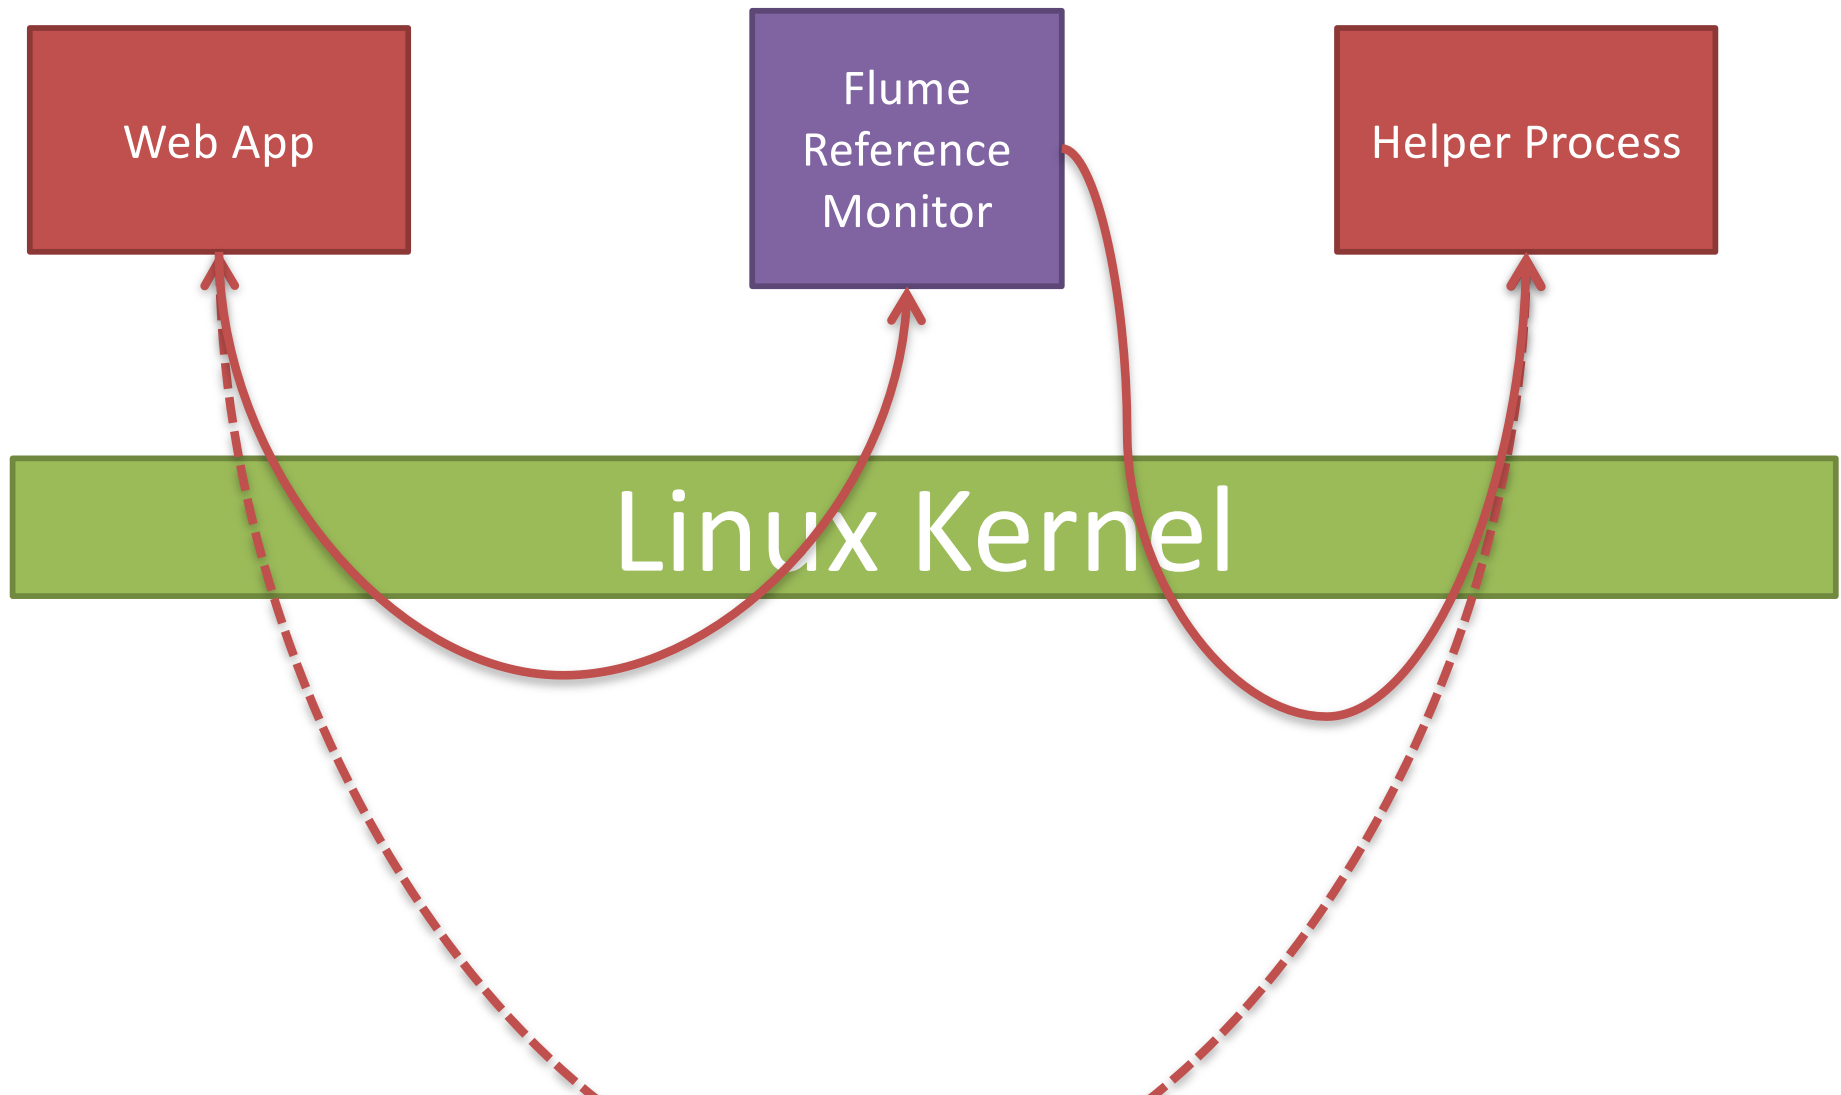 Web App
Flume
Reference
Monitor
Helper Process
Linux Kernel